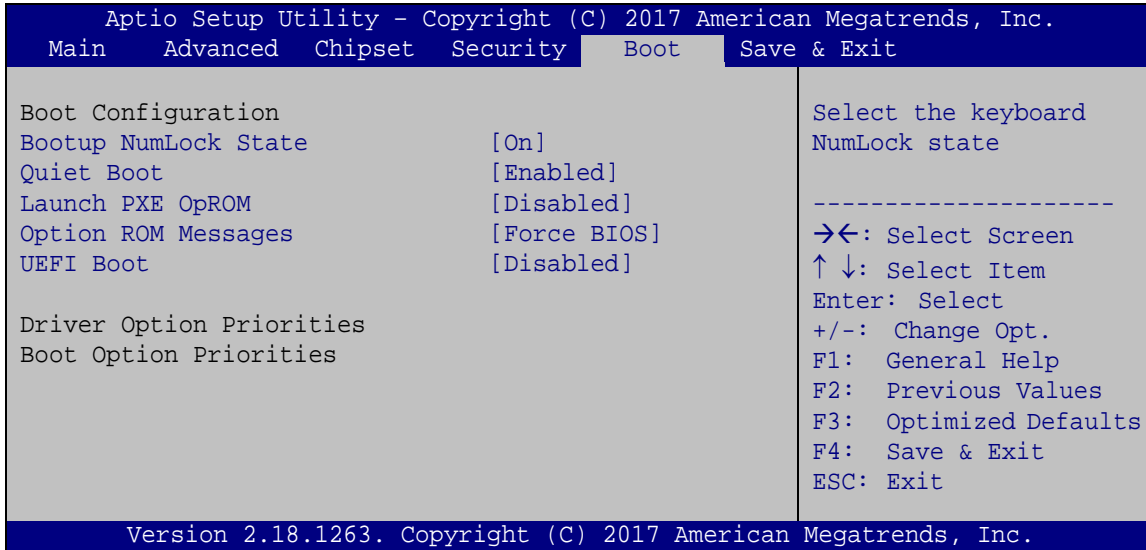 Aptio Setup Utility – Copyright (C) 2017 American Megatrends, Inc.
Main Advanced Chipset Security Boot Save & Exit
Boot Configuration
Bootup NumLock State [On]
Quiet Boot [Enabled]
Launch PXE OpROM [Disabled]
Option ROM Messages [Force BIOS]
UEFI Boot [Disabled]
Driver Option Priorities
Boot Option Priorities
Select the keyboard
NumLock state
---------------------
→←: Select Screen
↑ ↓: Select Item
Enter: Select
+/-: Change Opt.
F1: General Help
F2: Previous Values
F3: Optimized Defaults
F4: Save & Exit
ESC: Exit
Version 2.18.1263. Copyright (C) 2017 American Megatrends, Inc.